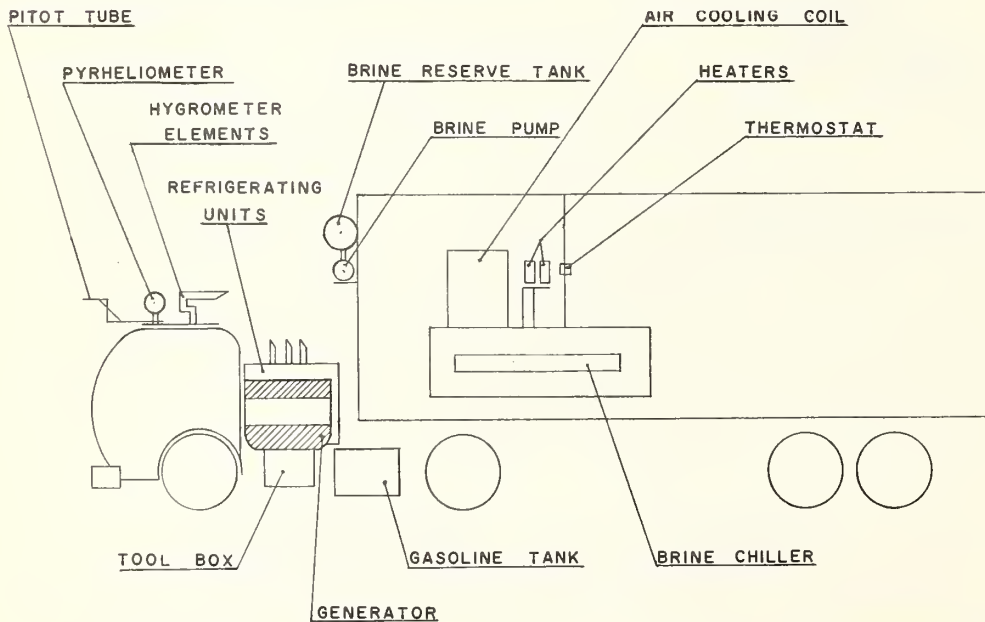 PITOT TUBE
AIR COOLING COIL
PYRHELIOMETER
BRINE RESERVE TANK
HEATERS
HYGROMETER
ELEMENTS
BRINE PUMP
THERMOSTAT
REFRIGERATING
UNITS
TOOL BOX
GASOLINE TANK
BRINE CHILLER
GENERATOR